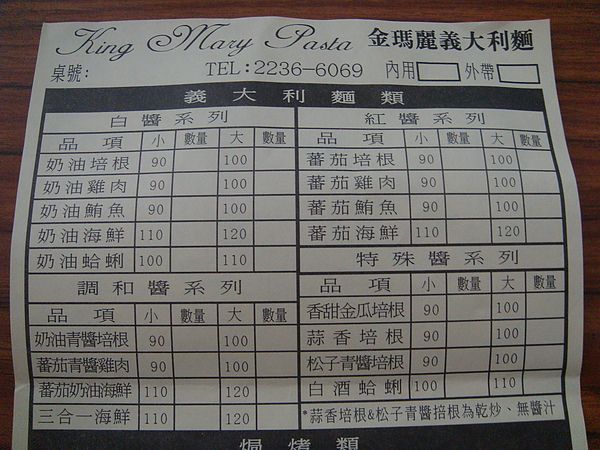 King Mary Pasta 金瑪麗義大利麵
桌號: TEL:2236-6069 內用 外帶
義大利麵類
白醬系列
品項 小 數量 大 數量
奶油培根 90 100
奶油雞肉 90 100
奶油鮪魚 90 100
奶油海鮮 110 120
奶油蛤蜊 100 110
調和醬系列
品項 小 數量 大 數量
奶油青醬培根 90 100
蕃茄青醬雞肉 90 100
蕃茄奶油海鮮 110 120
三合一海鮮 110 120
紅醬系列
品項 小 數量 大 數量
蕃茄培根 90 100
蕃茄雞肉 90 100
蕃茄鮪魚 90 100
蕃茄海鮮 110 120
特殊醬系列
品項 小 數量 大 數量
香甜金瓜培根 90 100
蒜香培根 90 100
松子青醬培根 90 100
白酒蛤蜊 100 110
*蒜香培根&松子青醬掊根為乾炒、無醬汁
焗烤類